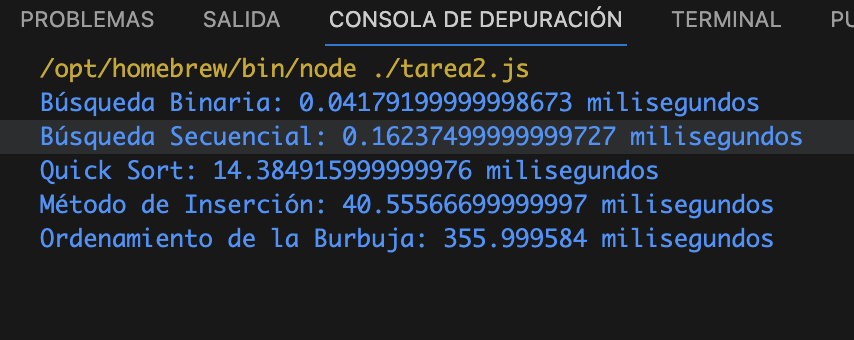 PROBLEMAS SALIDA CONSOLA DE DEPURACIÓN TERMINAL PU
/opt/homebrew/bin/node ./tarea2.js
Búsqueda Binaria: 0.04179199999998673 milisegundos
Búsqueda Secuencial: 0.16237499999999727 milisegundos
Quick Sort: 14.384915999999976 milisegundos
Método de Inserción: 40.55566699999997 milisegundos
Ordenamiento de la Burbuja: 355.999584 milisegundos